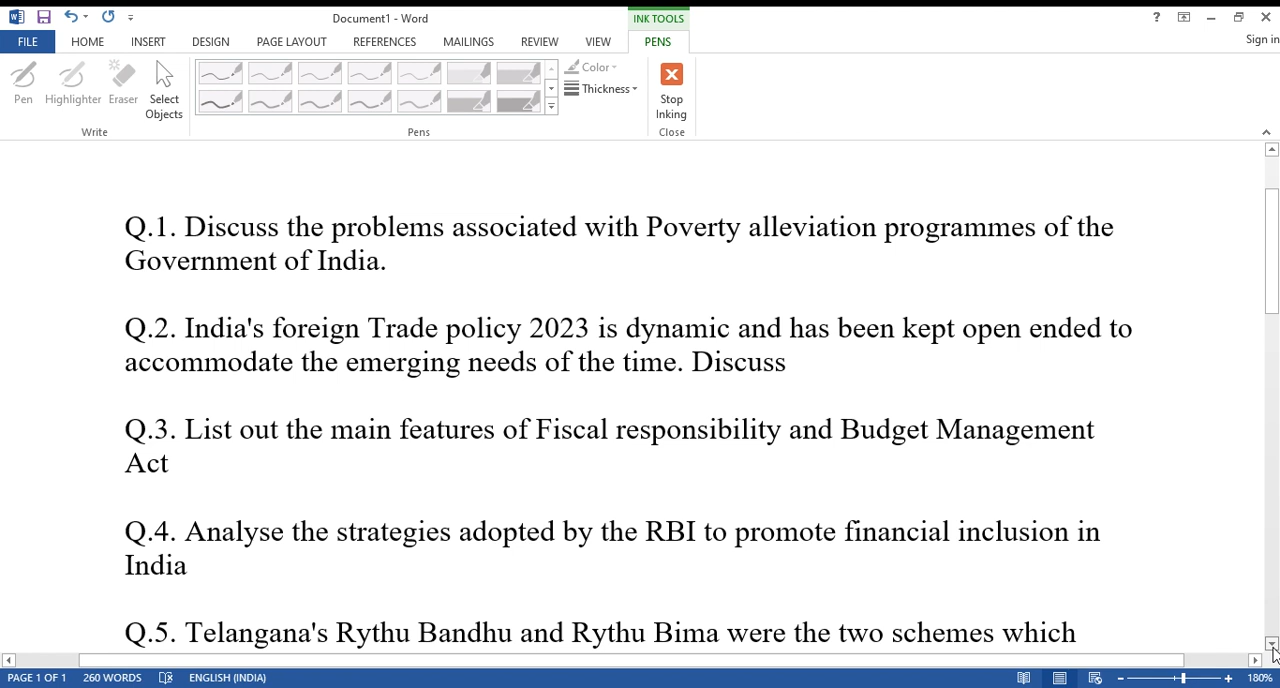 Document1 - Word
INK TOOLS
?
FILE
HOME
INSERT
DESIGN
PAGE LAYOUT
REFERENCES
MAILINGS
REVIEW
VIEW
PENS
Sign in
Pen
Highlighter
Eraser
Select
Objects
Color
Thickness
Stop
Inking
Write
Pens
Close
Q.1. Discuss the problems associated with Poverty alleviation programmes of the
Government of India.
Q.2. India's foreign Trade policy 2023 is dynamic and has been kept open ended to
accommodate the emerging needs of the time. Discuss
Q.3. List out the main features of Fiscal responsibility and Budget Management
Act
Q.4. Analyse the strategies adopted by the RBI to promote financial inclusion in
India
Q.5. Telangana's Rythu Bandhu and Rythu Bima were the two schemes which
PAGE 1 OF 1
260 WORDS
ENGLISH (INDIA)
180%